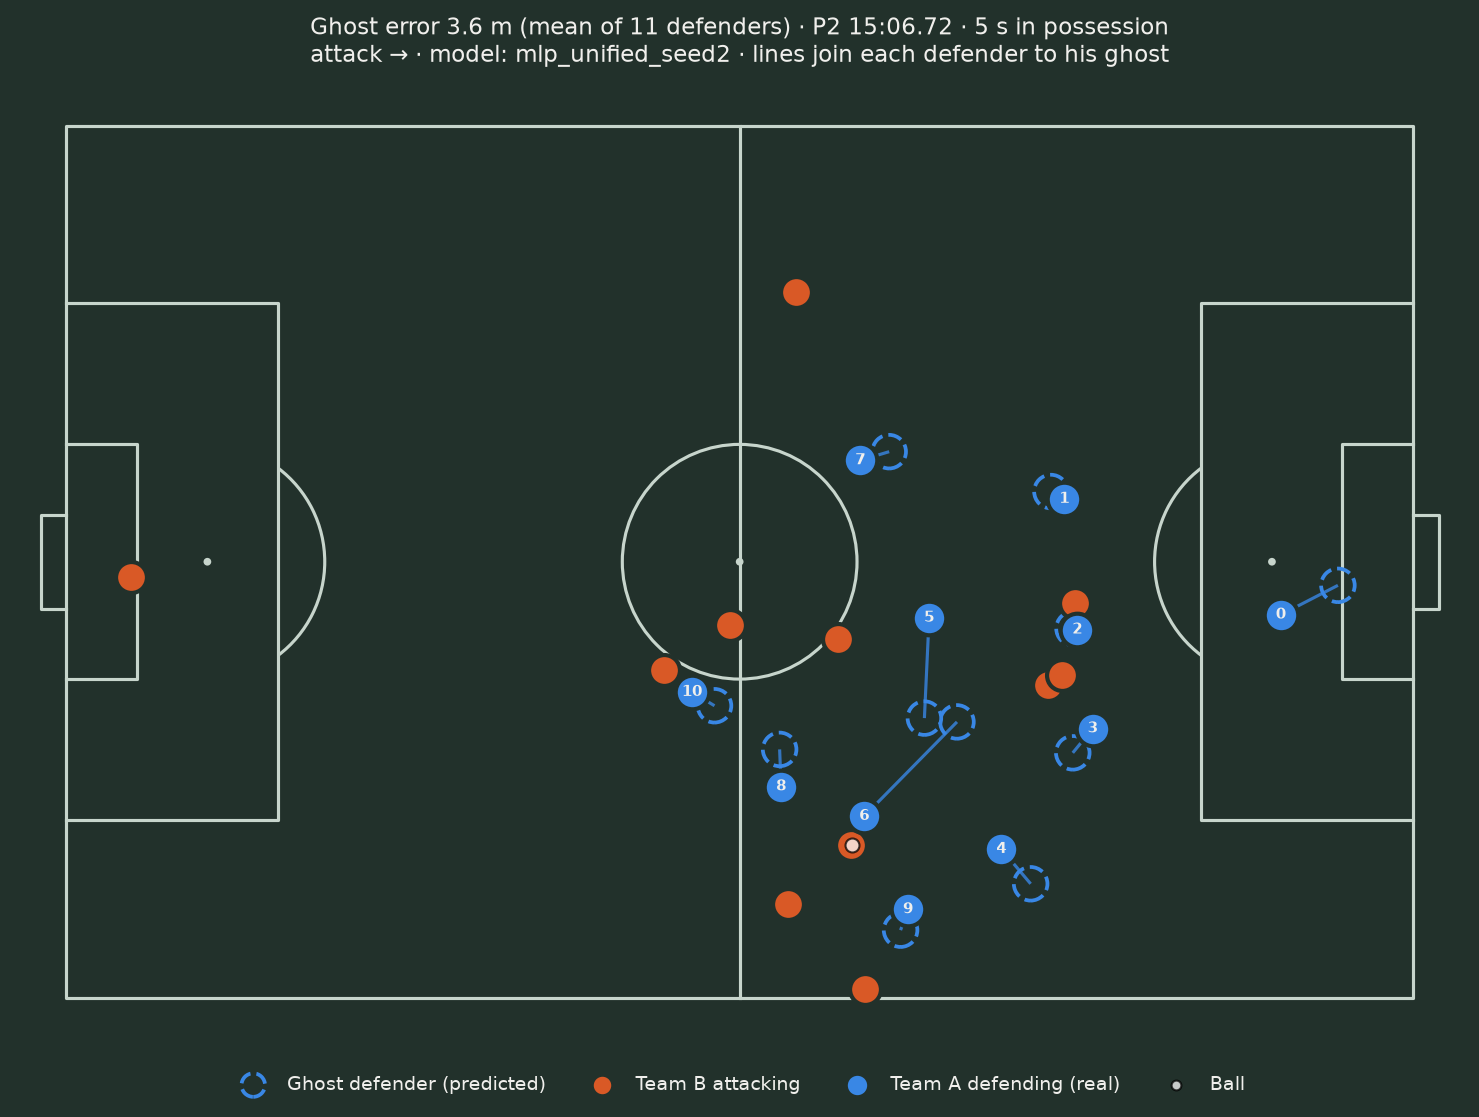 Ghost error 3.6 m (mean of 11 defenders) · P2 15:06.72 · 5 s in possession
attack → · model: mlp_unified_seed2 · lines join each defender to his ghost
7
1
5
0
2
10
3
8
6
4
9
Ghost defender (predicted)
Team B attacking
Team A defending (real)
Ball